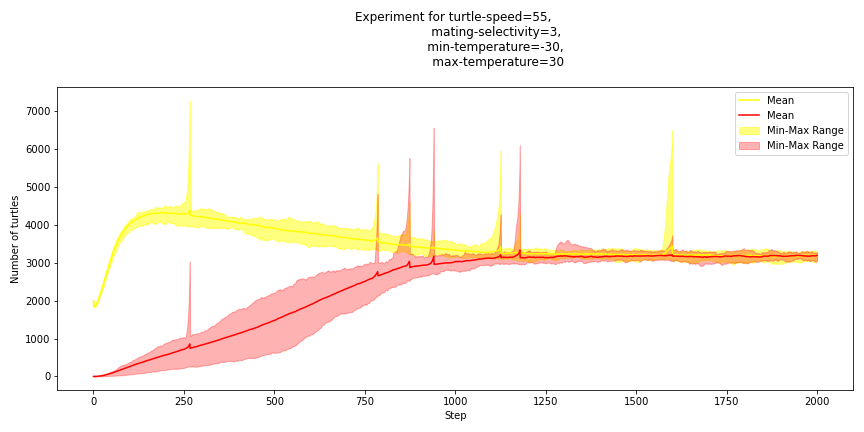 Experiment for turtle-speed=55,
mating-selectivity=3,
min-temperature=-30,
max-temperature=30
Mean
Mean
Min-Max Range
Min-Max Range
Number of turtles
7000
6000
5000
4000
3000
2000
1000
0
0
250
500
750
1000
1250
1500
1750
2000
Step